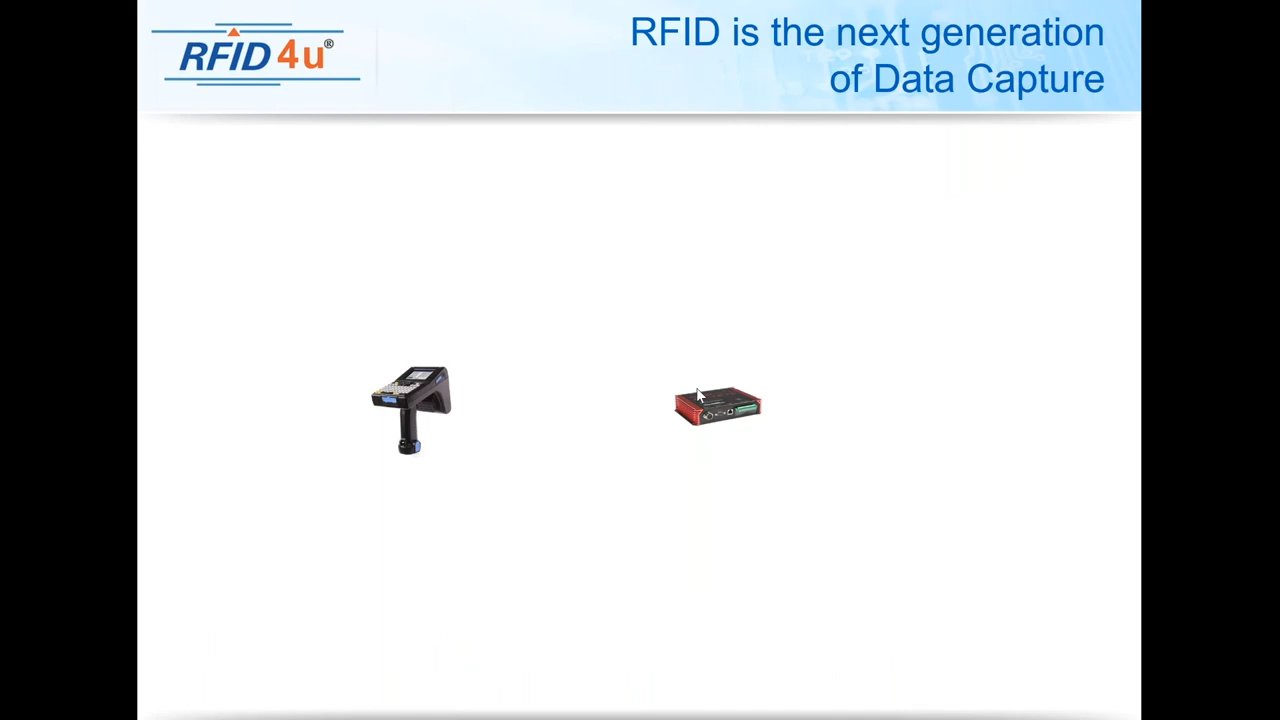 RFID4u®
RFID is the next generation
of Data Capture